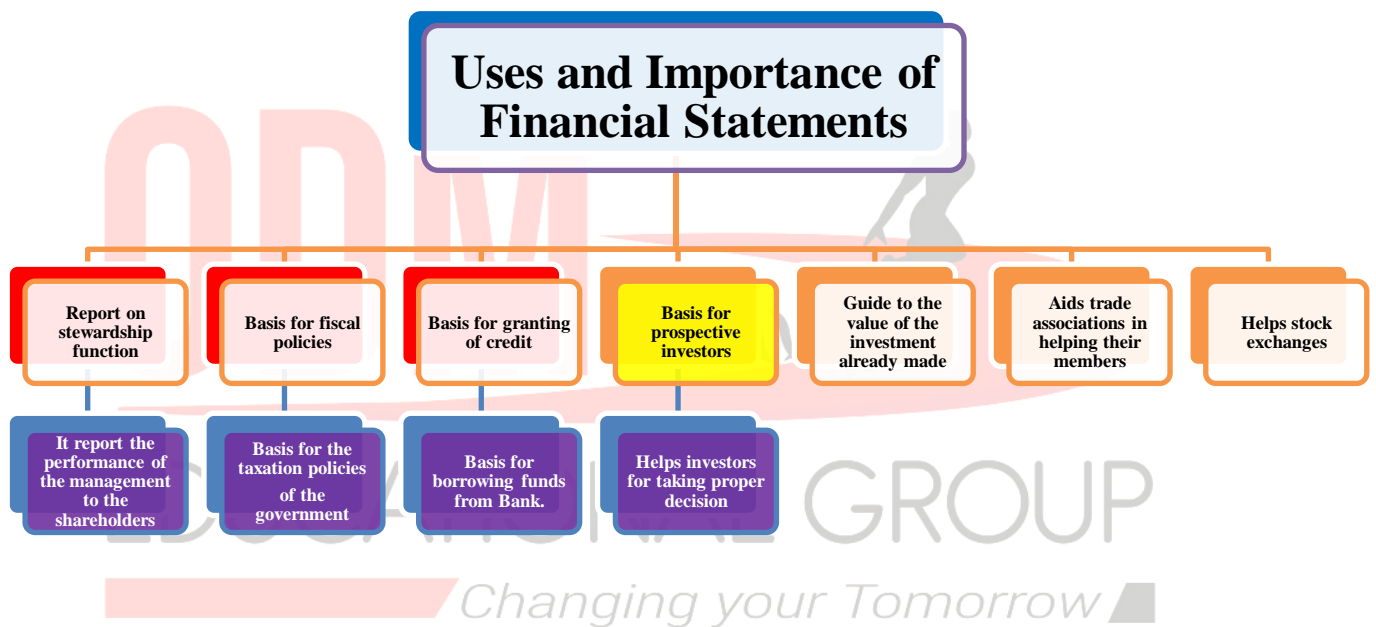 Uses and Importance of
Financial Statements
Report on
stewardship
function
Basis for fiscal
policies
Basis for granting
of credit
Basis for
prospective
investors
Guide to the
value of the
investment
already made
Aids trade
associations in
helping their
members
Helps stock
exchanges
It report the
performance of
the management
to the
shareholders
Basis for the
taxation policies
of the
government
Basis for
borrowing funds
from Bank.
Helps investors
for taking proper
decision
ODM
EDUCATIONAL GROUP
Changing your Tomorrow